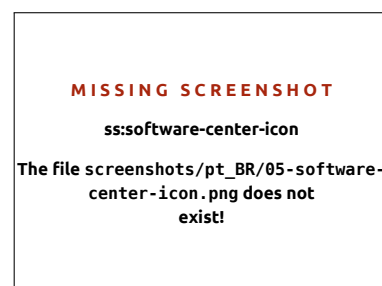 MISSING SCREENSHOT
ss:software-center-icon
The file screenshots/pt_BR/05-software-
center-icon.png does not
exist!